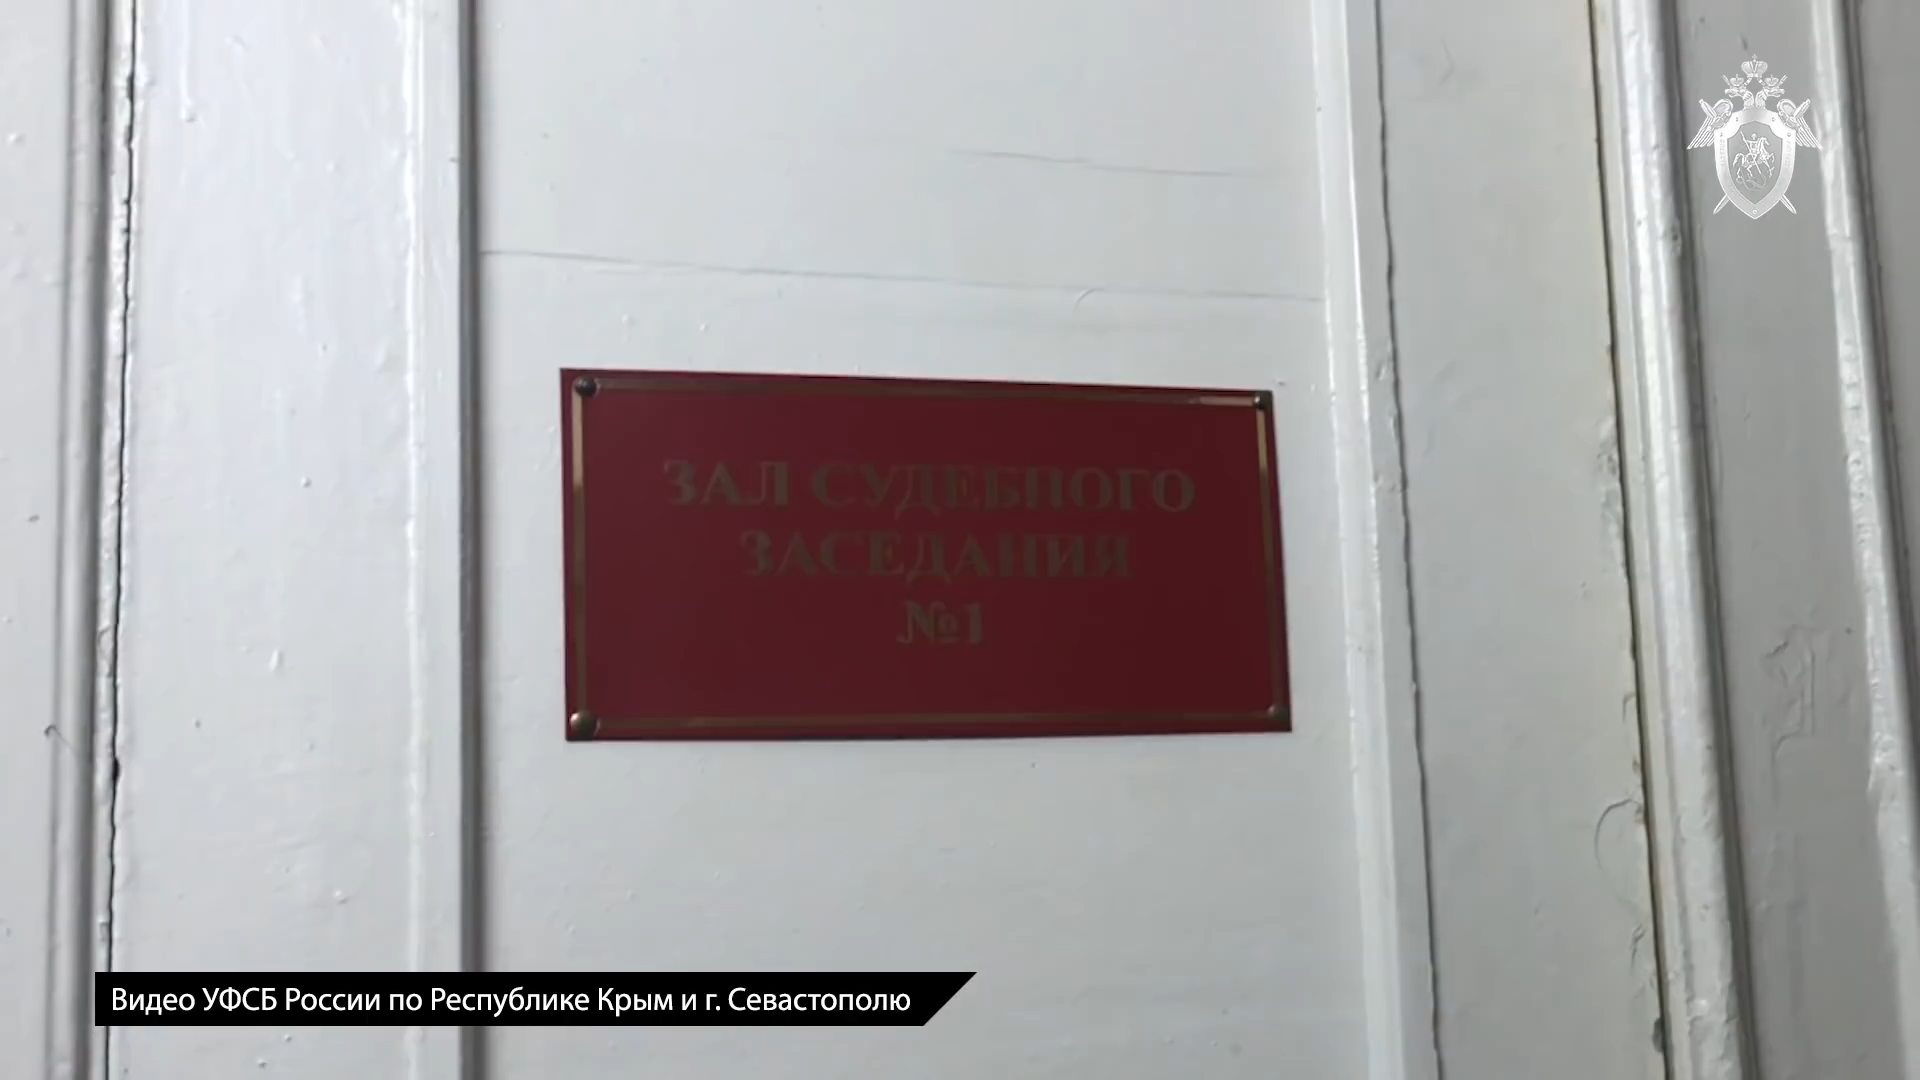 ЗАЛ СУДЕБНОГО
ЗАСЕДАНИЯ
№1
Видео УФСБ России по Республике Крым и г. Севастополю